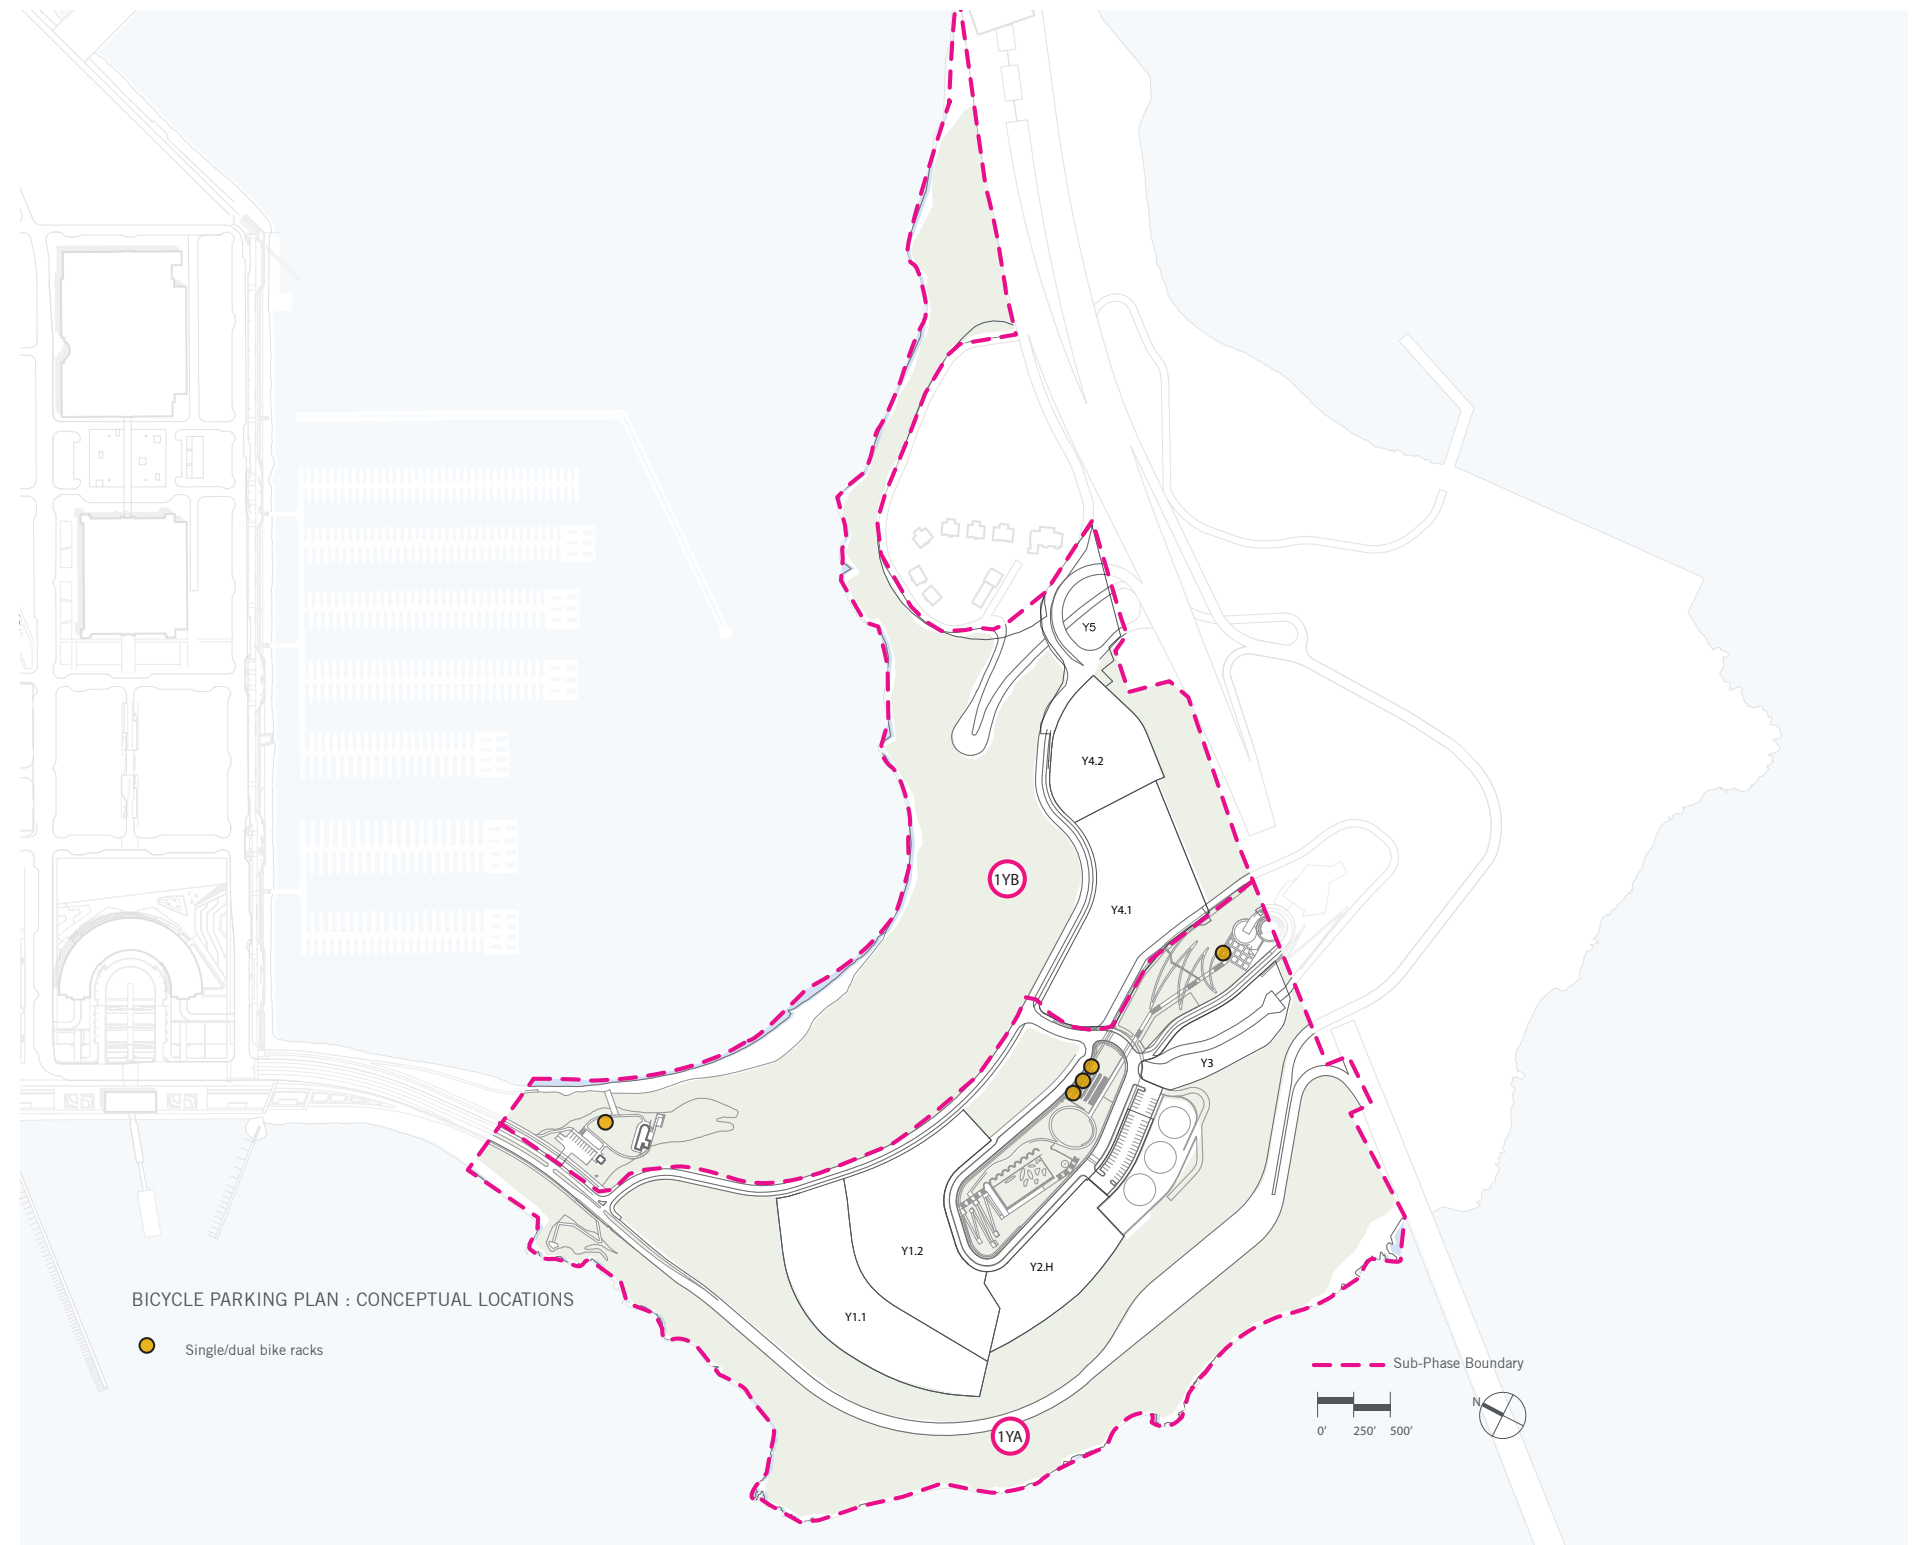 Y5
Y4.2
1YB
Y4.1
Y3
Y1.2
Y2.H
Y1.1
BICYCLE PARKING PLAN : CONCEPTUAL LOCATIONS
Single/dual bike racks
Sub-Phase Boundary
N
0' 250' 500'
1YA